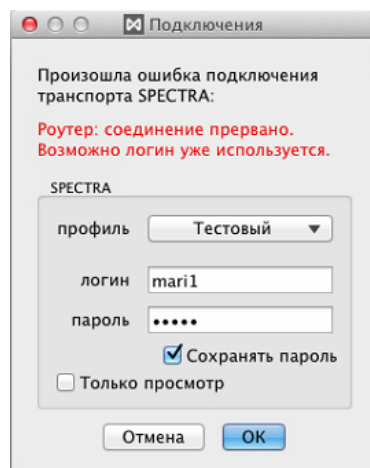 Подключения
Произошла ошибка подключения
транспорта SPECTRA:
Роутер: соединение прервано.
Возможно логин уже используется.
SPECTRA
профиль Тестовый
логин mari1
пароль •••••
Сохранять пароль
Только просмотр
Отмена OK